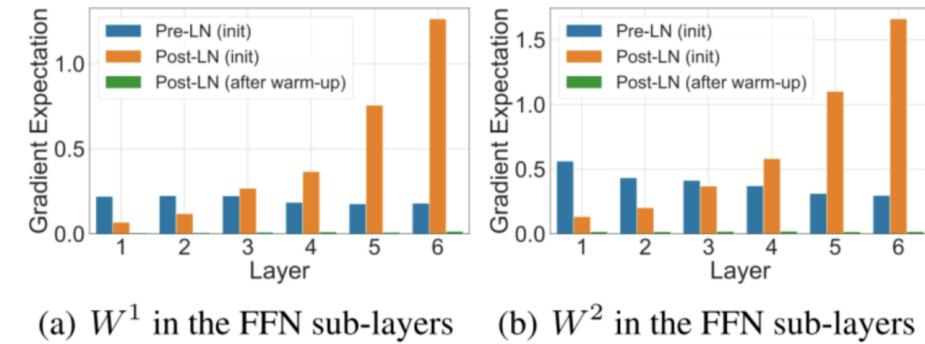 Gradient Expectation
1.0
0.5
0.0
Pre-LN (init)
Post-LN (init)
Post-LN (after warm-up)
1 2 3 4 5 6
Layer
(a) W¹ in the FFN sub-layers
Gradient Expectation
1.5
1.0
0.5
0.0
Pre-LN (init)
Post-LN (init)
Post-LN (after warm-up)
1 2 3 4 5 6
Layer
(b) W² in the FFN sub-layers